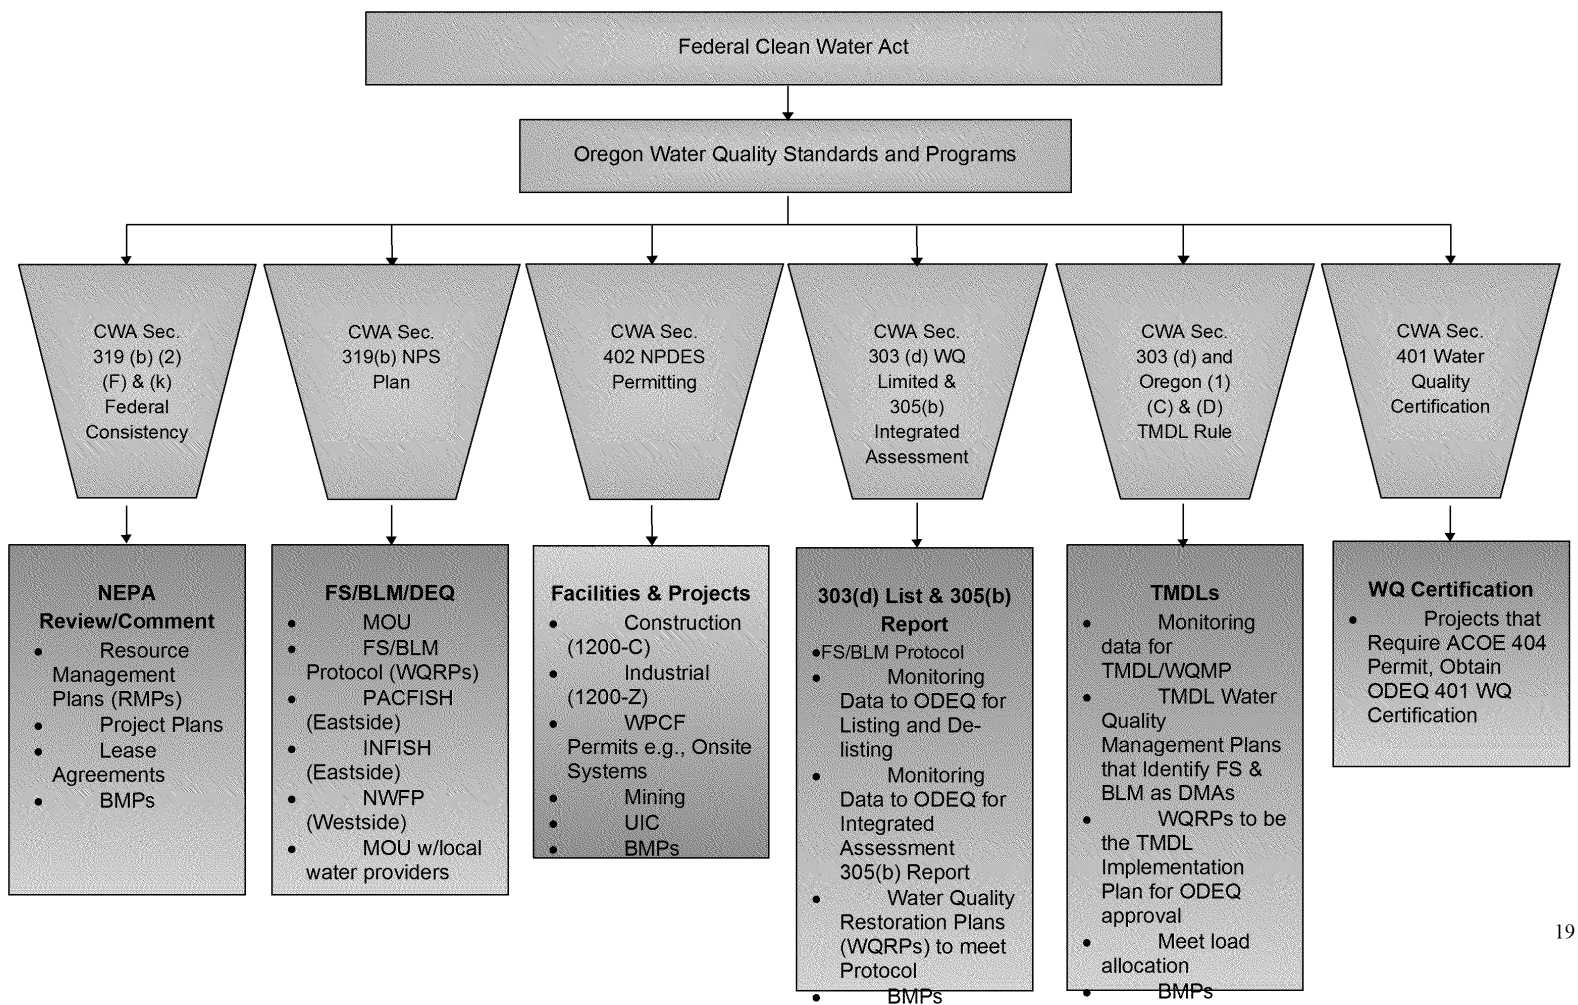 Federal Clean Water Act
Oregon Water Quality Standards and Programs
CWA Sec.
319 (b) (2)
(F) & (k)
Federal
Consistency
CWA Sec.
319(b) NPS
Plan
CWA Sec.
402 NPDES
Permitting
CWA Sec.
303 (d) WQ
Limited &
305(b)
Integrated
Assessment
CWA Sec.
303 (d) and
Oregon (1)
(C) & (D)
TMDL Rule
CWA Sec.
401 Water
Quality
Certification
NEPA
Review/Comment
• Resource
Management
Plans (RMPs)
• Project Plans
• Lease
Agreements
• BMPs
FS/BLM/DEQ
• MOU
• FS/BLM
Protocol (WQRPs)
• PACFISH
(Eastside)
• INFISH
(Eastside)
• NWFP
(Westside)
• MOU w/local
water providers
Facilities & Projects
• Construction
(1200-C)
• Industrial
(1200-Z)
• WPCF
Permits e.g., Onsite
Systems
• Mining
• UIC
• BMPs
303(d) List & 305(b)
Report
•FS/BLM Protocol
• Monitoring
Data to ODEQ for
Listing and De-
listing
• Monitoring
Data to ODEQ for
Integrated
Assessment
305(b) Report
• Water Quality
Restoration Plans
(WQRPs) to meet
Protocol
• BMPs
TMDLs
• Monitoring
data for
TMDL/WQMP
• TMDL Water
Quality
Management Plans
that Identify FS &
BLM as DMAs
• WQRPs to be
the TMDL
Implementation
Plan for ODEQ
approval
• Meet load
allocation
• BMPs
WQ Certification
• Projects that
Require ACOE 404
Permit, Obtain
ODEQ 401 WQ
Certification
19